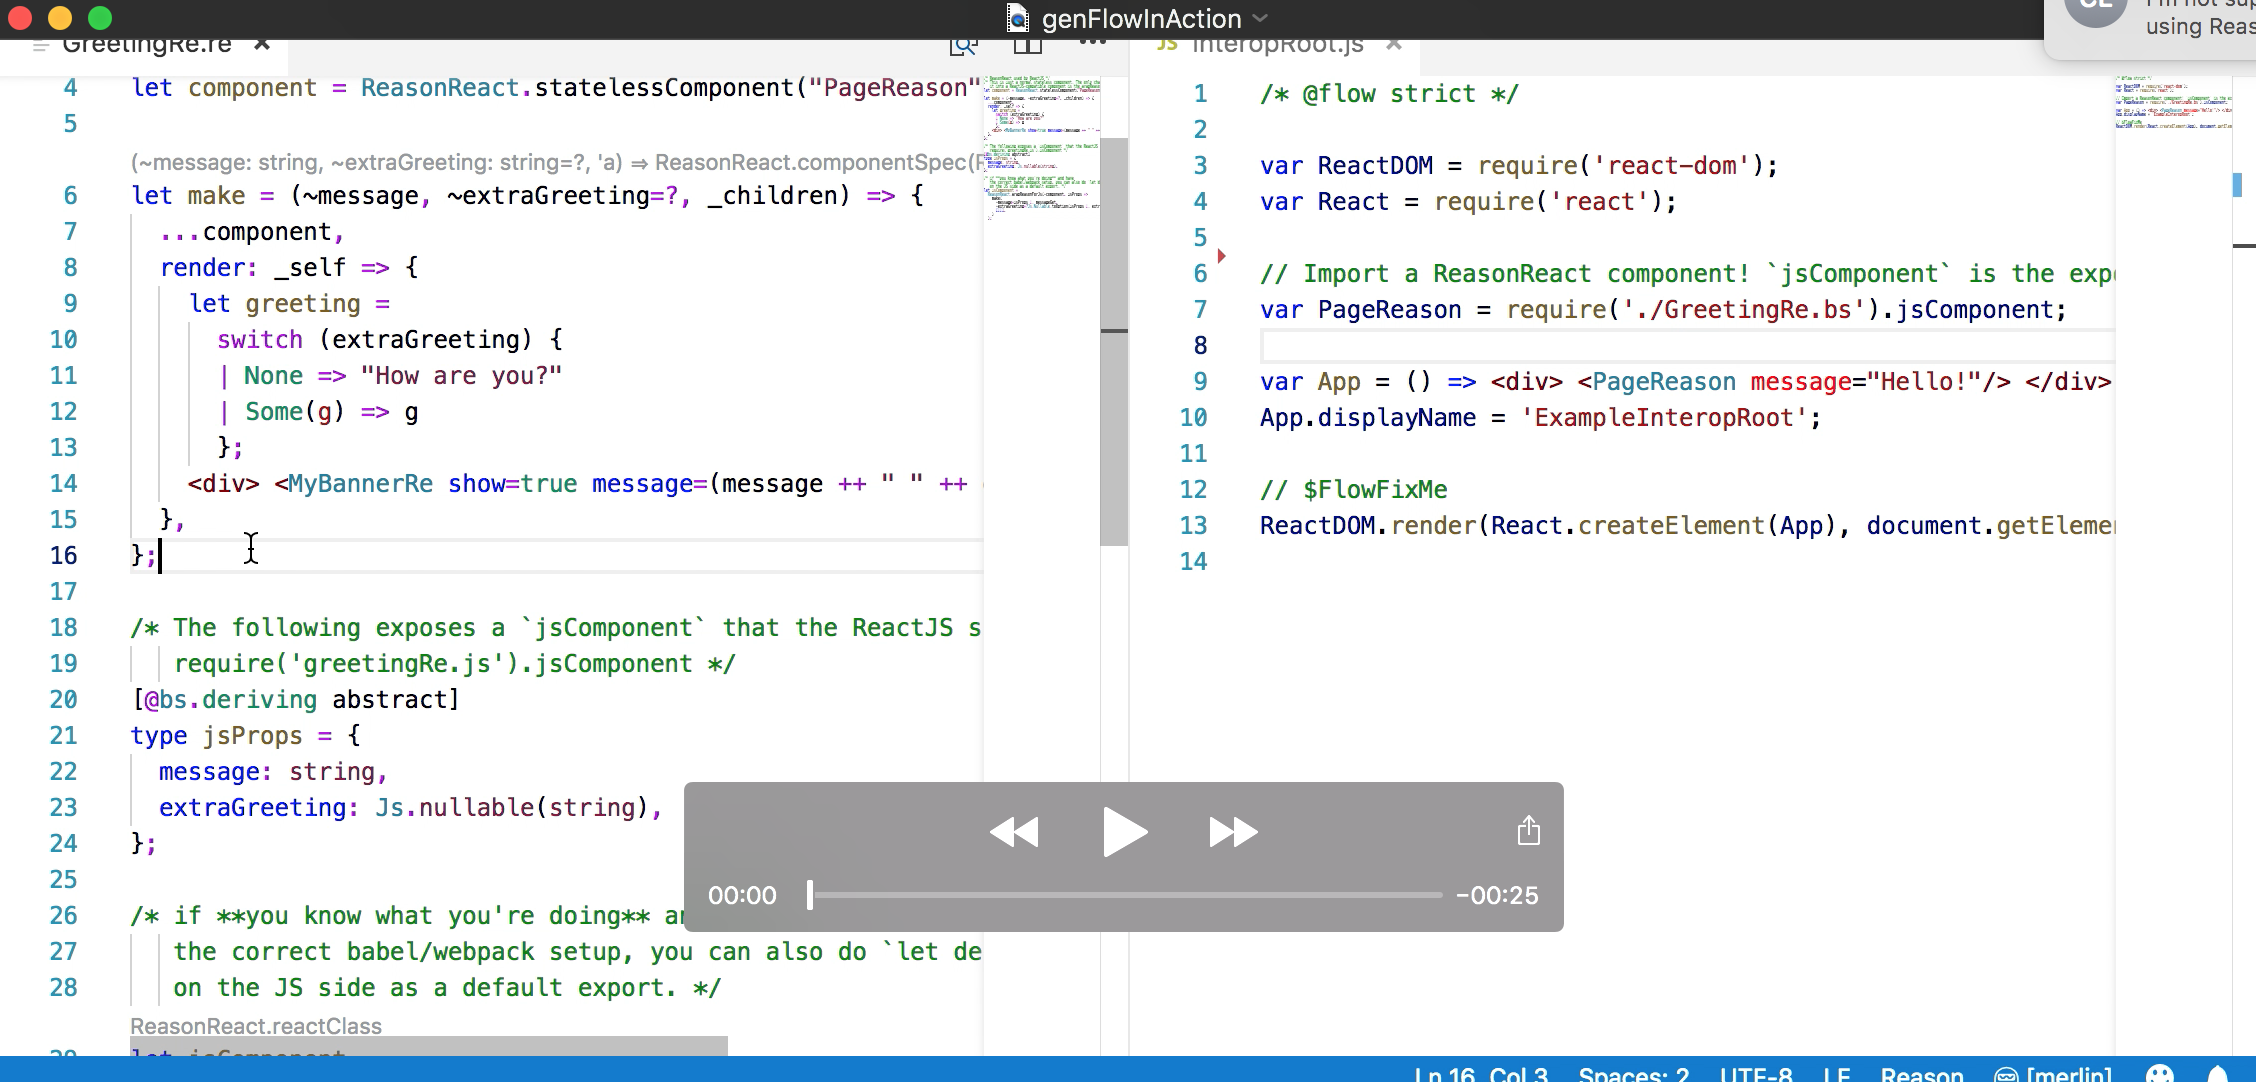 genFlowInAction
using Reas
GreetingRe.re
4 let component = ReasonReact.statelessComponent("PageReason"
5
(~message: string, ~extraGreeting: string=?, 'a) => ReasonReact.componentSpec(R
6 let make = (~message, ~extraGreeting=?, _children) => {
7 ...component,
8 render: _self => {
9 let greeting =
10 switch (extraGreeting) {
11 | None => "How are you?"
12 | Some(g) => g
13 };
14 <div> <MyBannerRe show=true message=(message ++ " " ++
15 },
16 };
17
18 /* The following exposes a `jsComponent` that the ReactJS s
19 require('greetingRe.js').jsComponent */
20 [@bs.deriving abstract]
21 type jsProps = {
22 message: string,
23 extraGreeting: Js.nullable(string),
24 };
25
26 /* if **you know what you're doing** a
27 the correct babel/webpack setup, you can also do `let de
28 on the JS side as a default export. */
ReasonReact.reactClass
29 let jsComponent
JS interopRoot.js
1 /* @flow strict */
2
3 var ReactDOM = require('react-dom');
4 var React = require('react');
5
6 // Import a ReasonReact component! `jsComponent` is the exp
7 var PageReason = require('./GreetingRe.bs').jsComponent;
8
9 var App = () => <div> <PageReason message="Hello!"/> </div>
10 App.displayName = 'ExampleInteropRoot';
11
12 // $FlowFixMe
13 ReactDOM.render(React.createElement(App), document.getEleme
14
00:00 -00:25
Ln 16, Col 3 Spaces: 2 UTF-8 LF Reason [merlin]